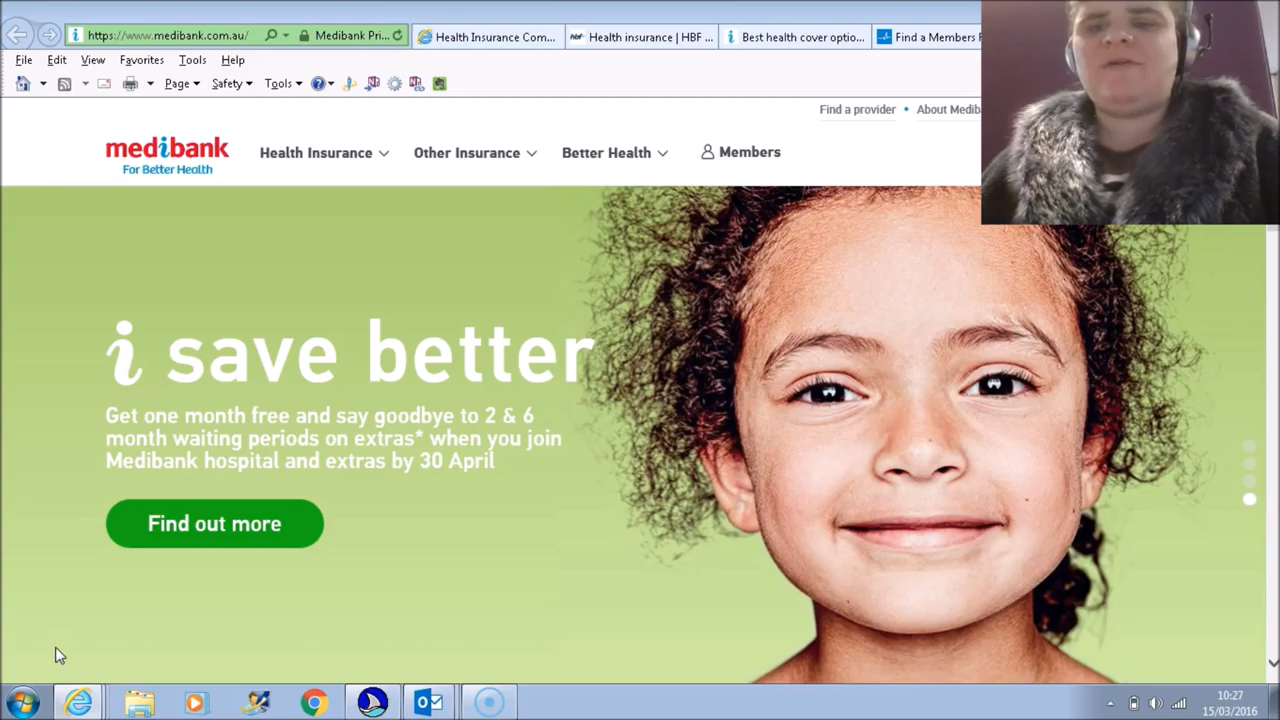 https://www.medibank.com.au/
Medibank Pri...
Health Insurance Com...
hbf Health insurance | HBF ...
Best health cover optio...
Find a Members
File Edit View Favorites Tools Help
Page Safety Tools
Find a provider • About Medib
medibank
For Better Health
Health Insurance
Other Insurance
Better Health
Members
i save better
Get one month free and say goodbye to 2 & 6
month waiting periods on extras* when you join
Medibank hospital and extras by 30 April
Find out more
10:27
15/03/2016